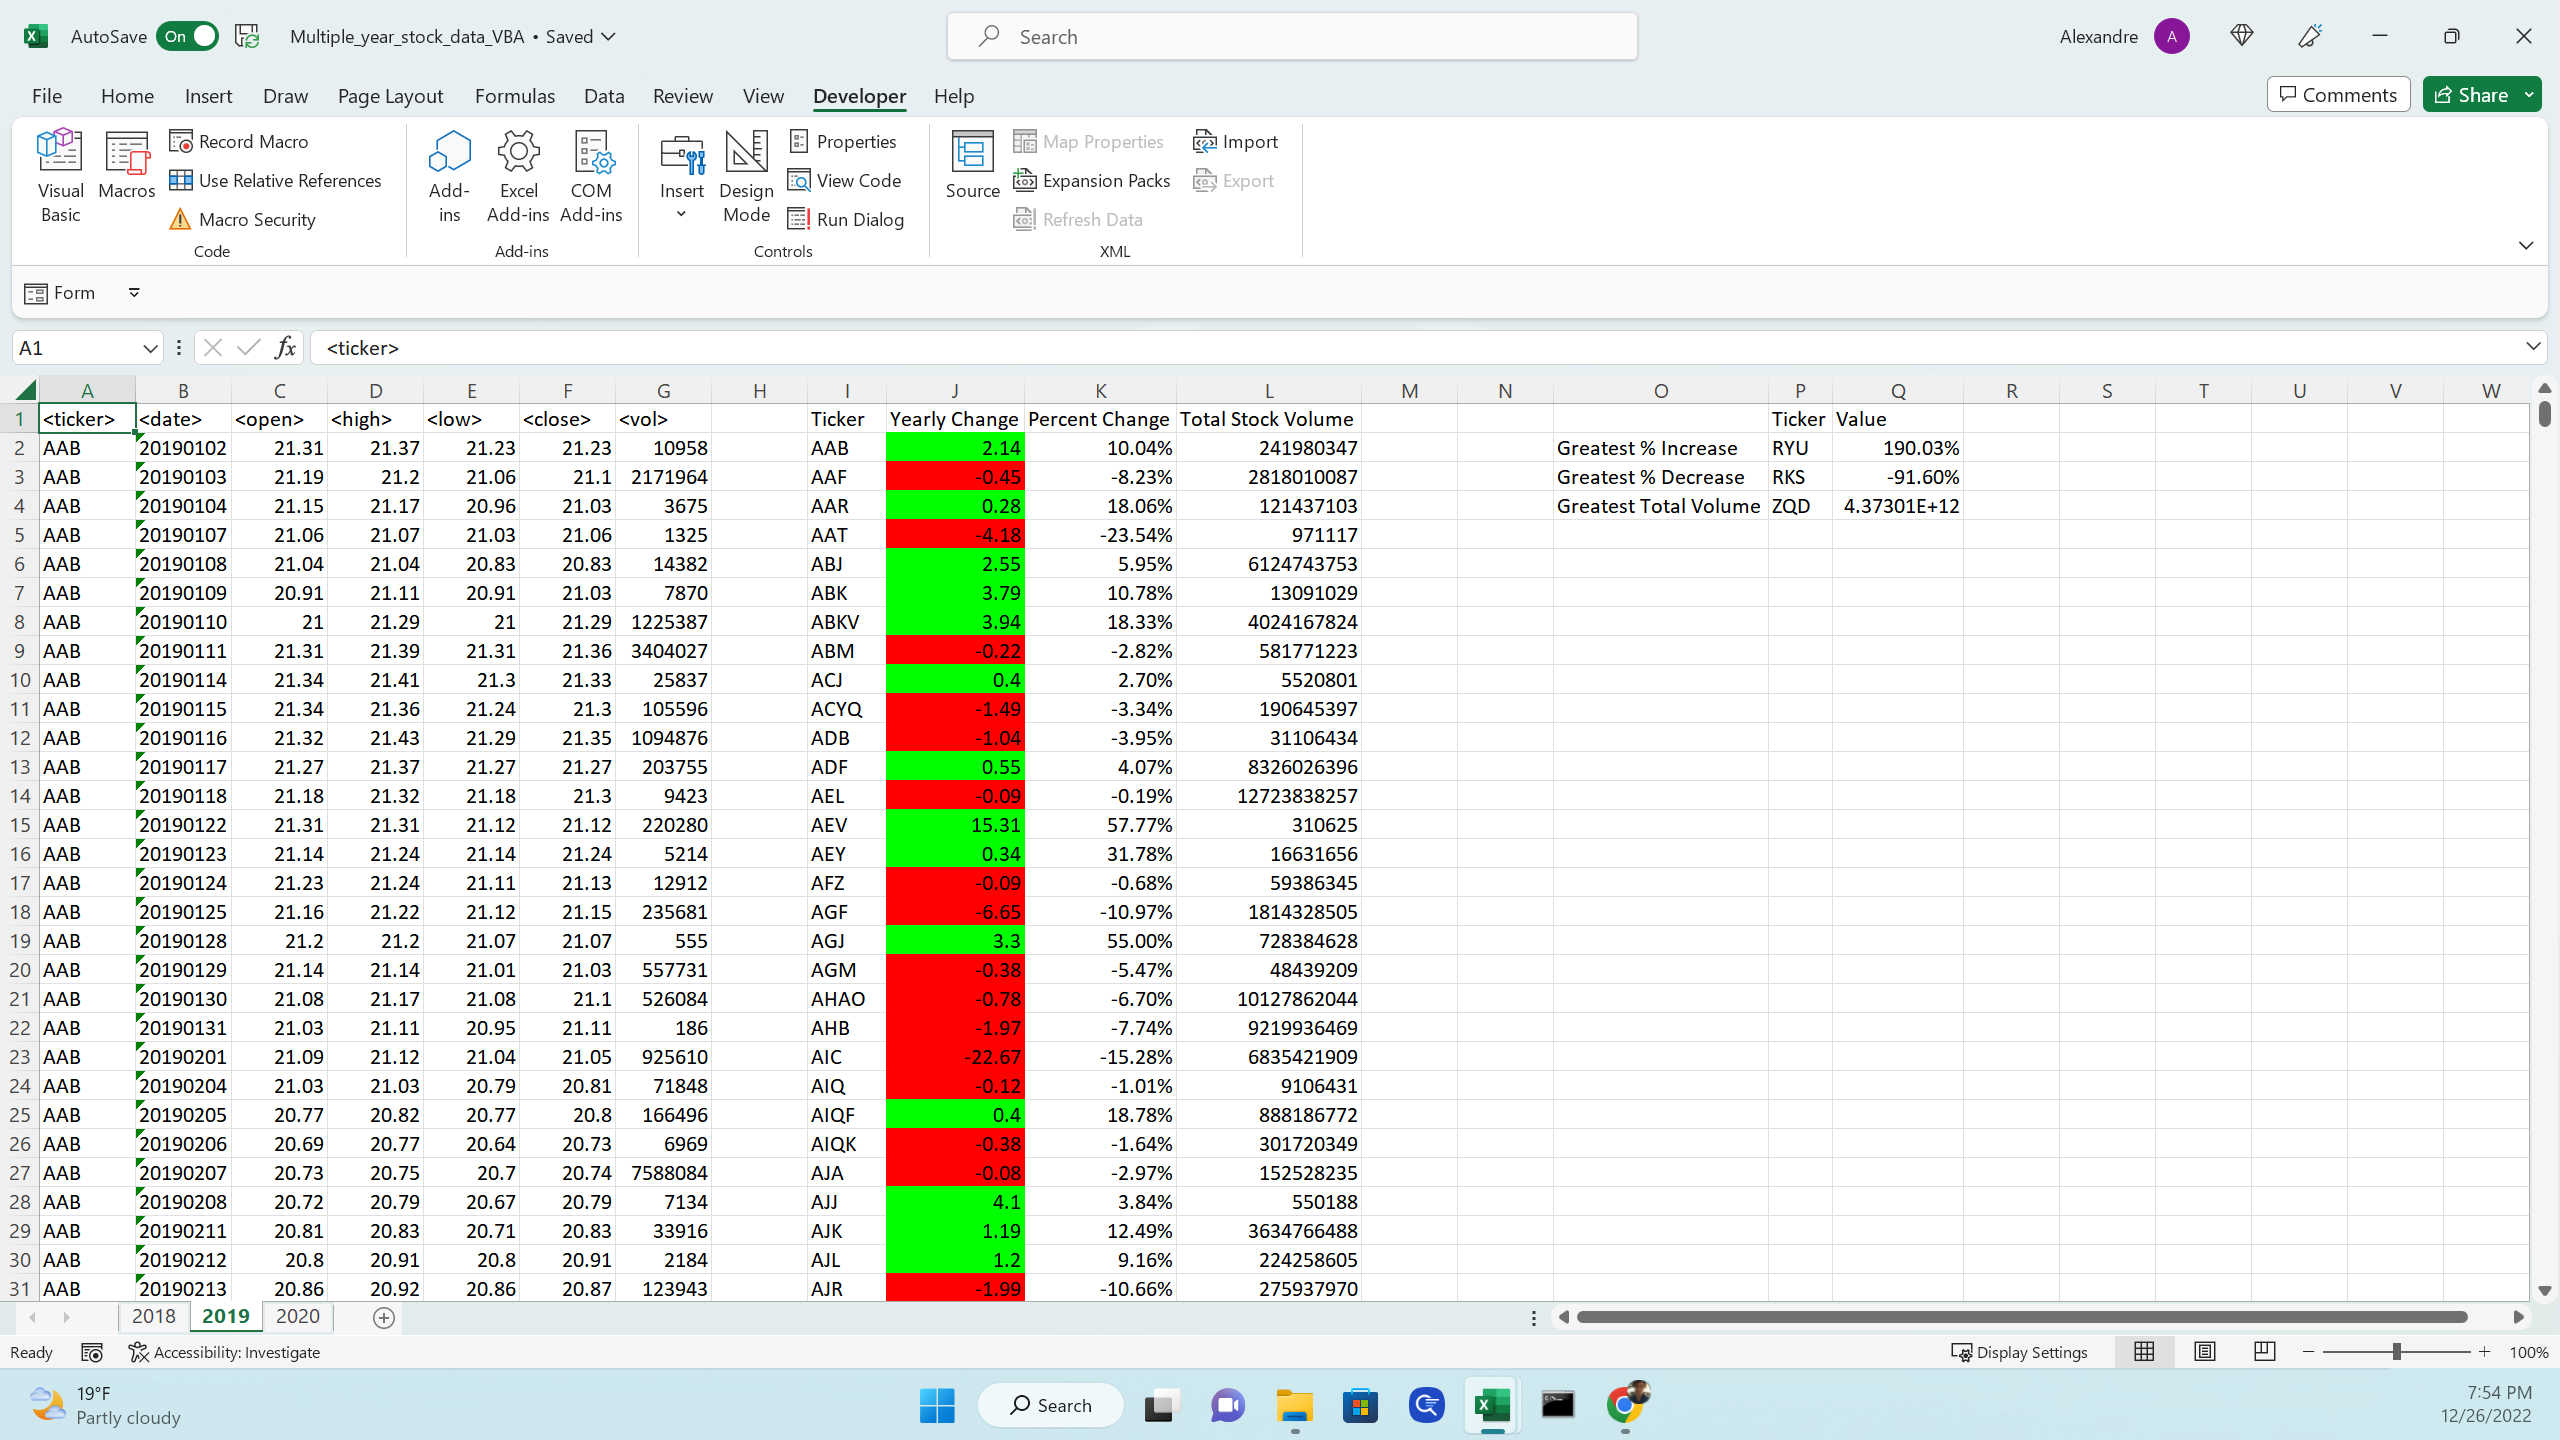 AutoSave On Multiple_year_stock_data_VBA • Saved Search Alexandre A
File Home Insert Draw Page Layout Formulas Data Review View Developer Help Comments Share
Visual Basic Macros Record Macro Use Relative References Macro Security Code
Add-ins Excel Add-ins COM Add-ins Add-ins
Insert Design Mode Properties View Code Run Dialog Controls
Source Map Properties Expansion Packs Refresh Data Import Export XML
Form
A1 fx <ticker>
A B C D E F G H I J K L M N O P Q R S T U V W
1 <ticker> <date> <open> <high> <low> <close> <vol> Ticker Yearly Change Percent Change Total Stock Volume Ticker Value
2 AAB 20190102 21.31 21.37 21.23 21.23 10958 AAB 2.14 10.04% 241980347 Greatest % Increase RYU 190.03%
3 AAB 20190103 21.19 21.2 21.06 21.1 2171964 AAF -0.45 -8.23% 2818010087 Greatest % Decrease RKS -91.60%
4 AAB 20190104 21.15 21.17 20.96 21.03 3675 AAR 0.28 18.06% 121437103 Greatest Total Volume ZQD 4.37301E+12
5 AAB 20190107 21.06 21.07 21.03 21.06 1325 AAT -4.18 -23.54% 971117
6 AAB 20190108 21.04 21.04 20.83 20.83 14382 ABJ 2.55 5.95% 6124743753
7 AAB 20190109 20.91 21.11 20.91 21.03 7870 ABK 3.79 10.78% 13091029
8 AAB 20190110 21 21.29 21 21.29 1225387 ABKV 3.94 18.33% 4024167824
9 AAB 20190111 21.31 21.39 21.31 21.36 3404027 ABM -0.22 -2.82% 581771223
10 AAB 20190114 21.34 21.41 21.3 21.33 25837 ACJ 0.4 2.70% 5520801
11 AAB 20190115 21.34 21.36 21.24 21.3 105596 ACYQ -1.49 -3.34% 190645397
12 AAB 20190116 21.32 21.43 21.29 21.35 1094876 ADB -1.04 -3.95% 31106434
13 AAB 20190117 21.27 21.37 21.27 21.27 203755 ADF 0.55 4.07% 8326026396
14 AAB 20190118 21.18 21.32 21.18 21.3 9423 AEL -0.09 -0.19% 12723838257
15 AAB 20190122 21.31 21.31 21.12 21.12 220280 AEV 15.31 57.77% 310625
16 AAB 20190123 21.14 21.24 21.14 21.24 5214 AEY 0.34 31.78% 16631656
17 AAB 20190124 21.23 21.24 21.11 21.13 12912 AFZ -0.09 -0.68% 59386345
18 AAB 20190125 21.16 21.22 21.12 21.15 235681 AGF -6.65 -10.97% 1814328505
19 AAB 20190128 21.2 21.2 21.07 21.07 555 AGJ 3.3 55.00% 728384628
20 AAB 20190129 21.14 21.14 21.01 21.03 557731 AGM -0.38 -5.47% 48439209
21 AAB 20190130 21.08 21.17 21.08 21.1 526084 AHAO -0.78 -6.70% 10127862044
22 AAB 20190131 21.03 21.11 20.95 21.11 186 AHB -1.97 -7.74% 9219936469
23 AAB 20190201 21.09 21.12 21.04 21.05 925610 AIC -22.67 -15.28% 6835421909
24 AAB 20190204 21.03 21.03 20.79 20.81 71848 AIQ -0.12 -1.01% 9106431
25 AAB 20190205 20.77 20.82 20.77 20.8 166496 AIQF 0.4 18.78% 888186772
26 AAB 20190206 20.69 20.77 20.64 20.73 6969 AIQK -0.38 -1.64% 301720349
27 AAB 20190207 20.73 20.75 20.7 20.74 7588084 AJA -0.08 -2.97% 152528235
28 AAB 20190208 20.72 20.79 20.67 20.79 7134 AJJ 4.1 3.84% 550188
29 AAB 20190211 20.81 20.83 20.71 20.83 33916 AJK 1.19 12.49% 3634766488
30 AAB 20190212 20.8 20.91 20.8 20.91 2184 AJL 1.2 9.16% 224258605
31 AAB 20190213 20.86 20.92 20.86 20.87 123943 AJR -1.99 -10.66% 275937970
2018 2019 2020
Ready Accessibility: Investigate Display Settings 100%
19°F Search 7:54 PM
Partly cloudy 12/26/2022